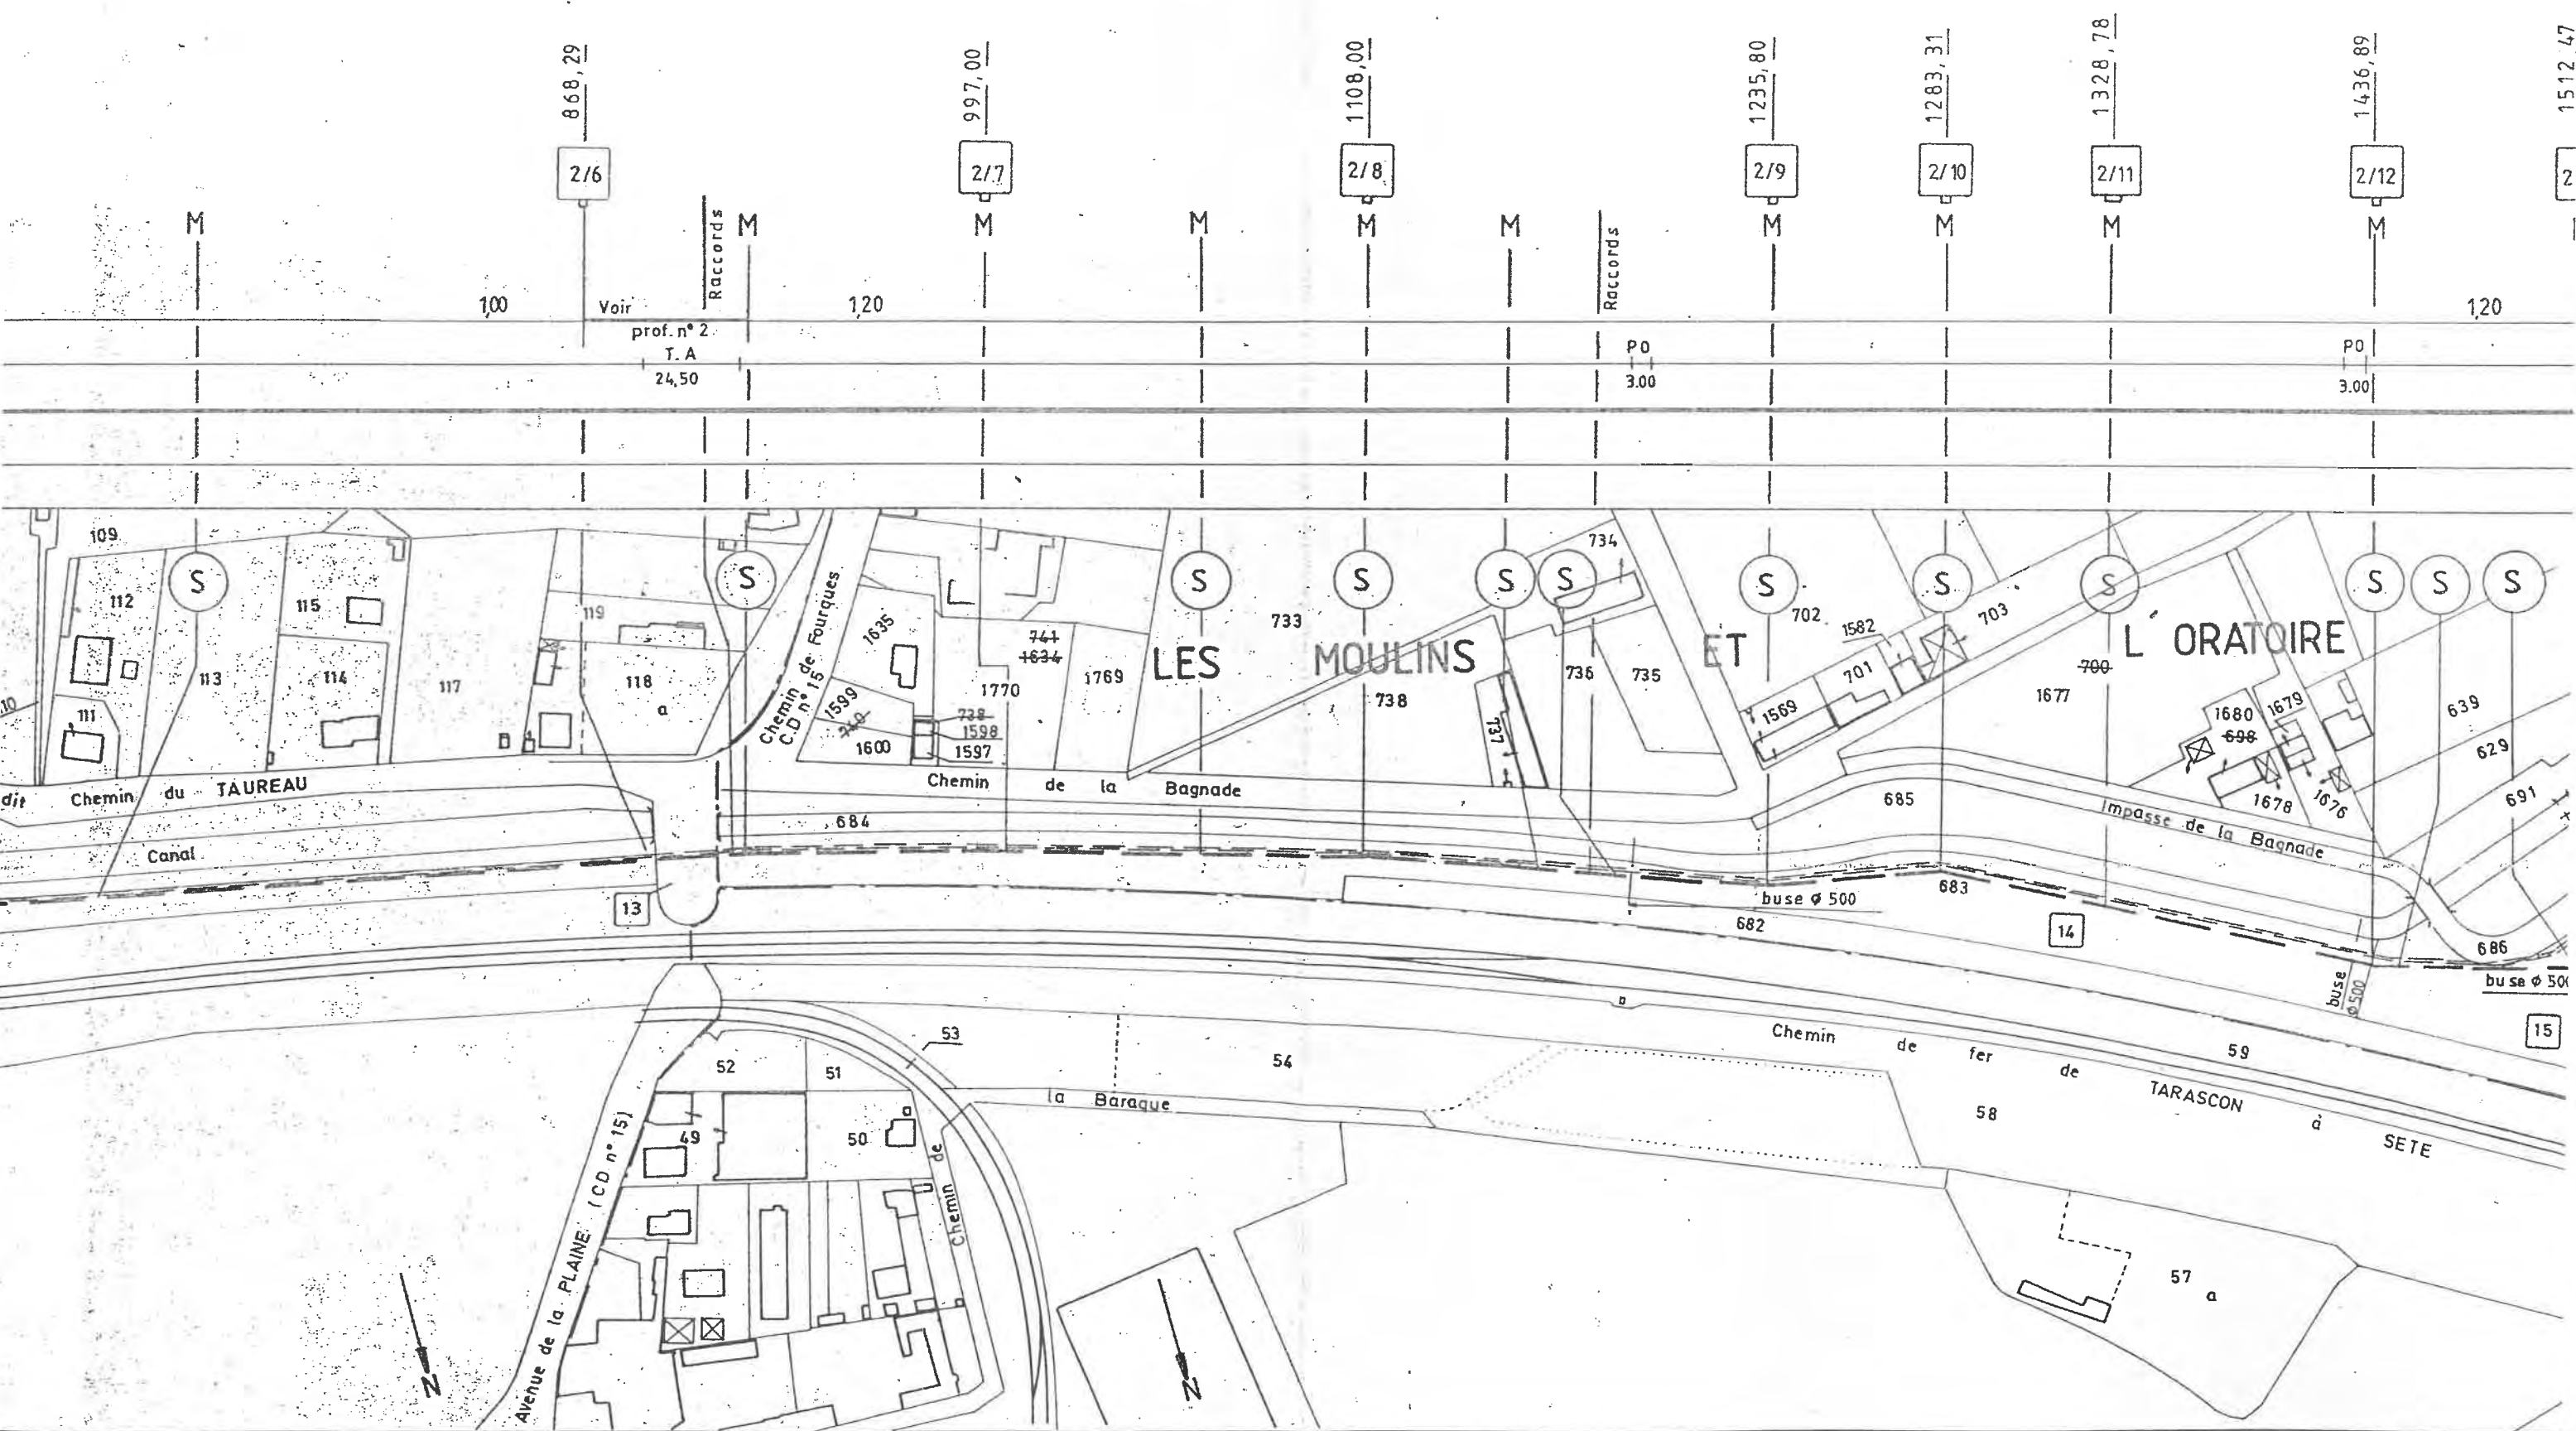 868,29
997,00
1108,00
1235,80
1283,31
1328,78
1436,89
1512,47
2/6
2/7
2/8
2/9
2/10
2/11
2/12
2
M
Raccords
M
M
M
M
M
Raccords
M
M
M
M
1,00
Voir
1,20
1,20
prof. n° 2
T. A
24,50
PO
3.00
PO
3.00
109
734
112
S
115
119
S
S
S
S
S
S
S
S
S
S
S
113
114
117
118
a
111
10
Chemin de Fourques
C.D n° 15
1635
741
1634
1770
1769
1599
740
1600
738
1598
1597
733
LES MOULINS ET L' ORATOIRE
738
737
736
735
702
1582
703
701
1569
700
1677
1680
698
1679
1678
1676
639
629
691
dit Chemin du TAUREAU
Chemin de la Bagnade
684
685
Impasse de la Bagnade
Canal
13
buse φ 500
683
682
14
686
buse φ 500
buse φ 500
15
53
52
51
54
Chemin de fer de TARASCON à SETE
59
la Baraque
58
49
50
Chemin de
Avenue de la PLAINE (CD n° 15)
57
a
N
N